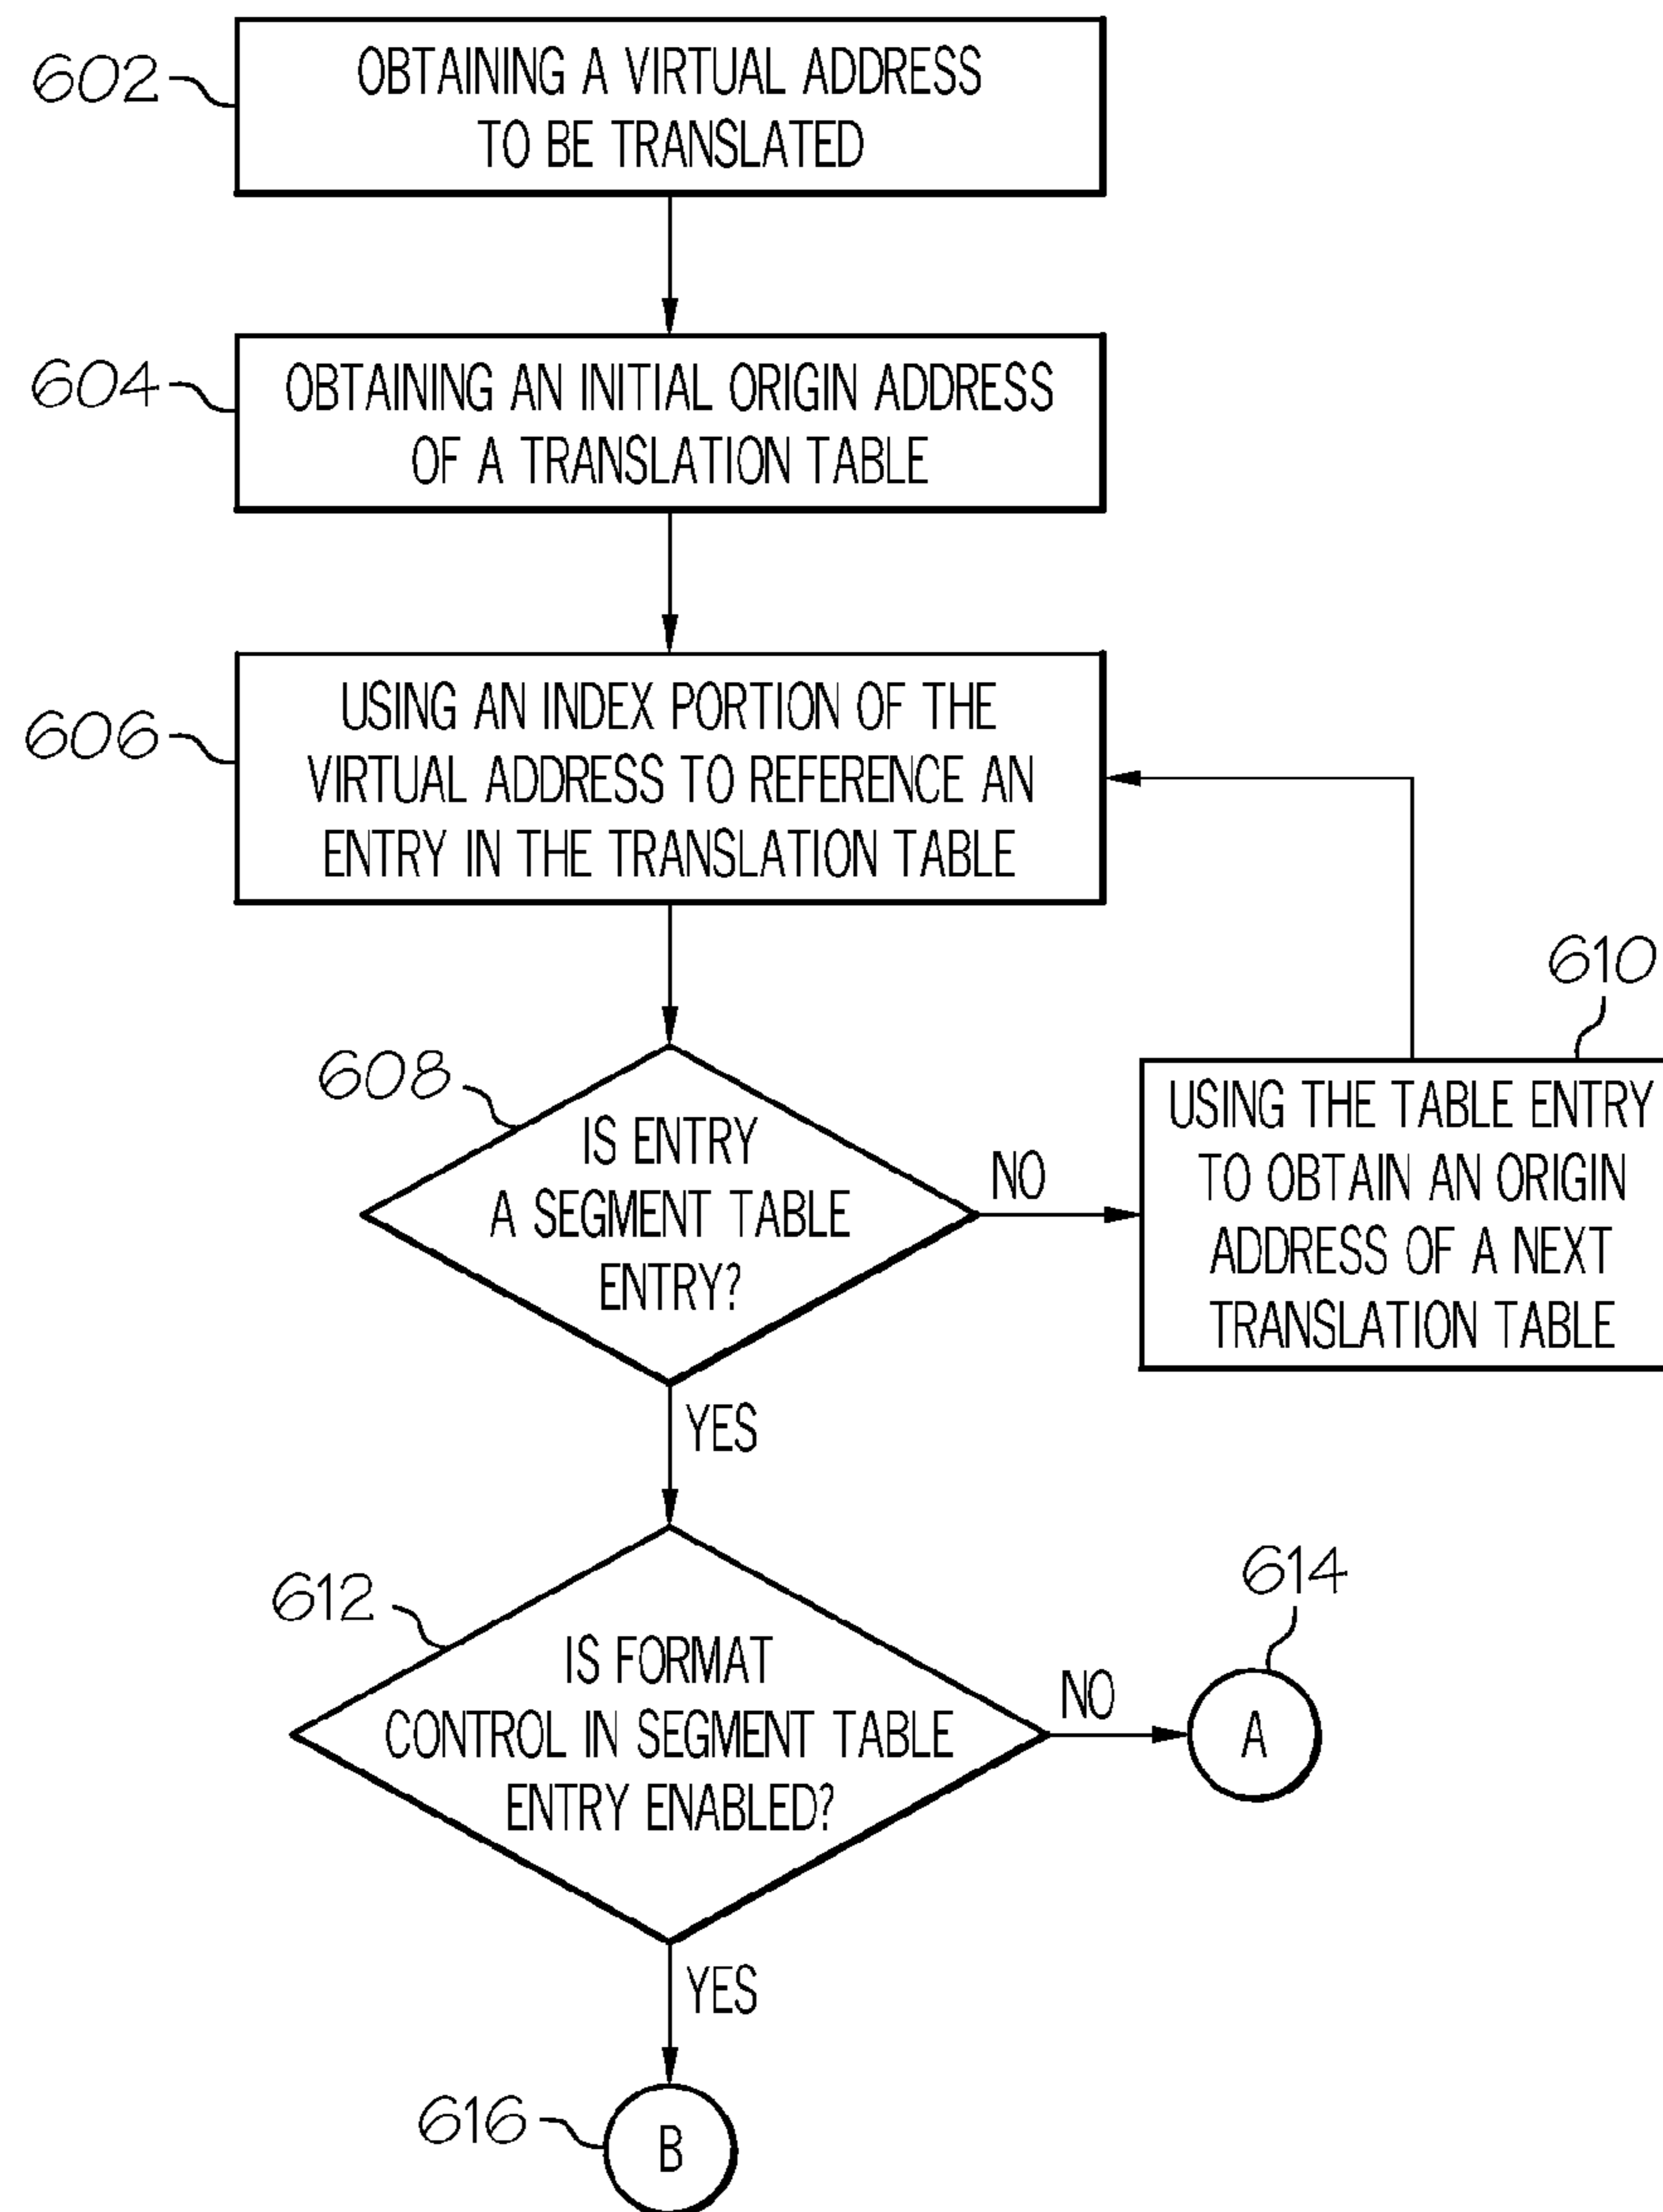 602
OBTAINING A VIRTUAL ADDRESS
TO BE TRANSLATED
604
OBTAINING AN INITIAL ORIGIN ADDRESS
OF A TRANSLATION TABLE
606
USING AN INDEX PORTION OF THE
VIRTUAL ADDRESS TO REFERENCE AN
ENTRY IN THE TRANSLATION TABLE
608
IS ENTRY
A SEGMENT TABLE
ENTRY?
NO
610
USING THE TABLE ENTRY
TO OBTAIN AN ORIGIN
ADDRESS OF A NEXT
TRANSLATION TABLE
YES
612
IS FORMAT
CONTROL IN SEGMENT TABLE
ENTRY ENABLED?
NO
614
A
YES
616
B